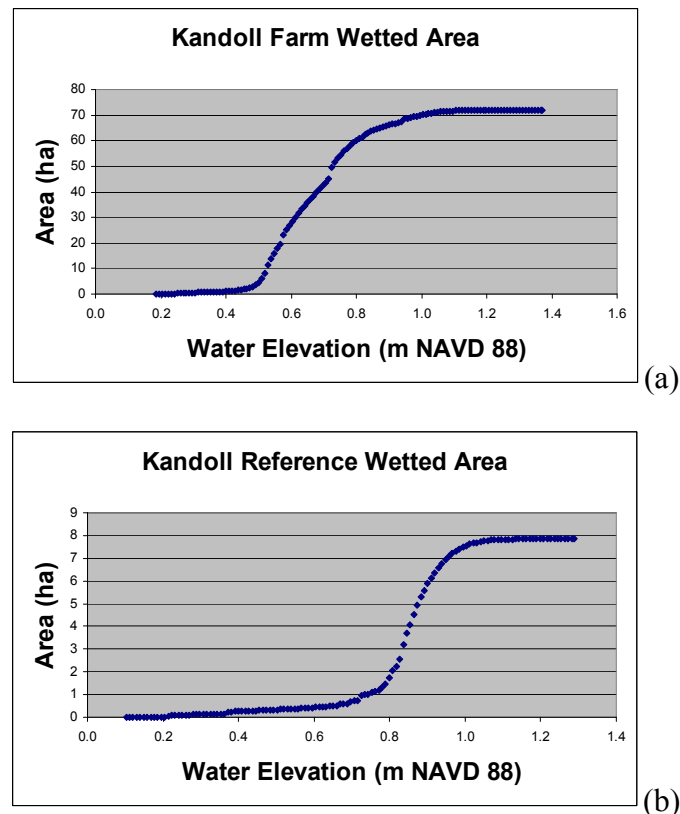 Kandoll Farm Wetted Area
80
70
60
50
40
30
20
10
0
0.0 0.2 0.4 0.6 0.8 1.0 1.2 1.4 1.6
Area (ha)
Water Elevation (m NAVD 88)
(a)
Kandoll Reference Wetted Area
9
8
7
6
5
4
3
2
1
0
0.0 0.2 0.4 0.6 0.8 1.0 1.2 1.4
Area (ha)
Water Elevation (m NAVD 88)
(b)